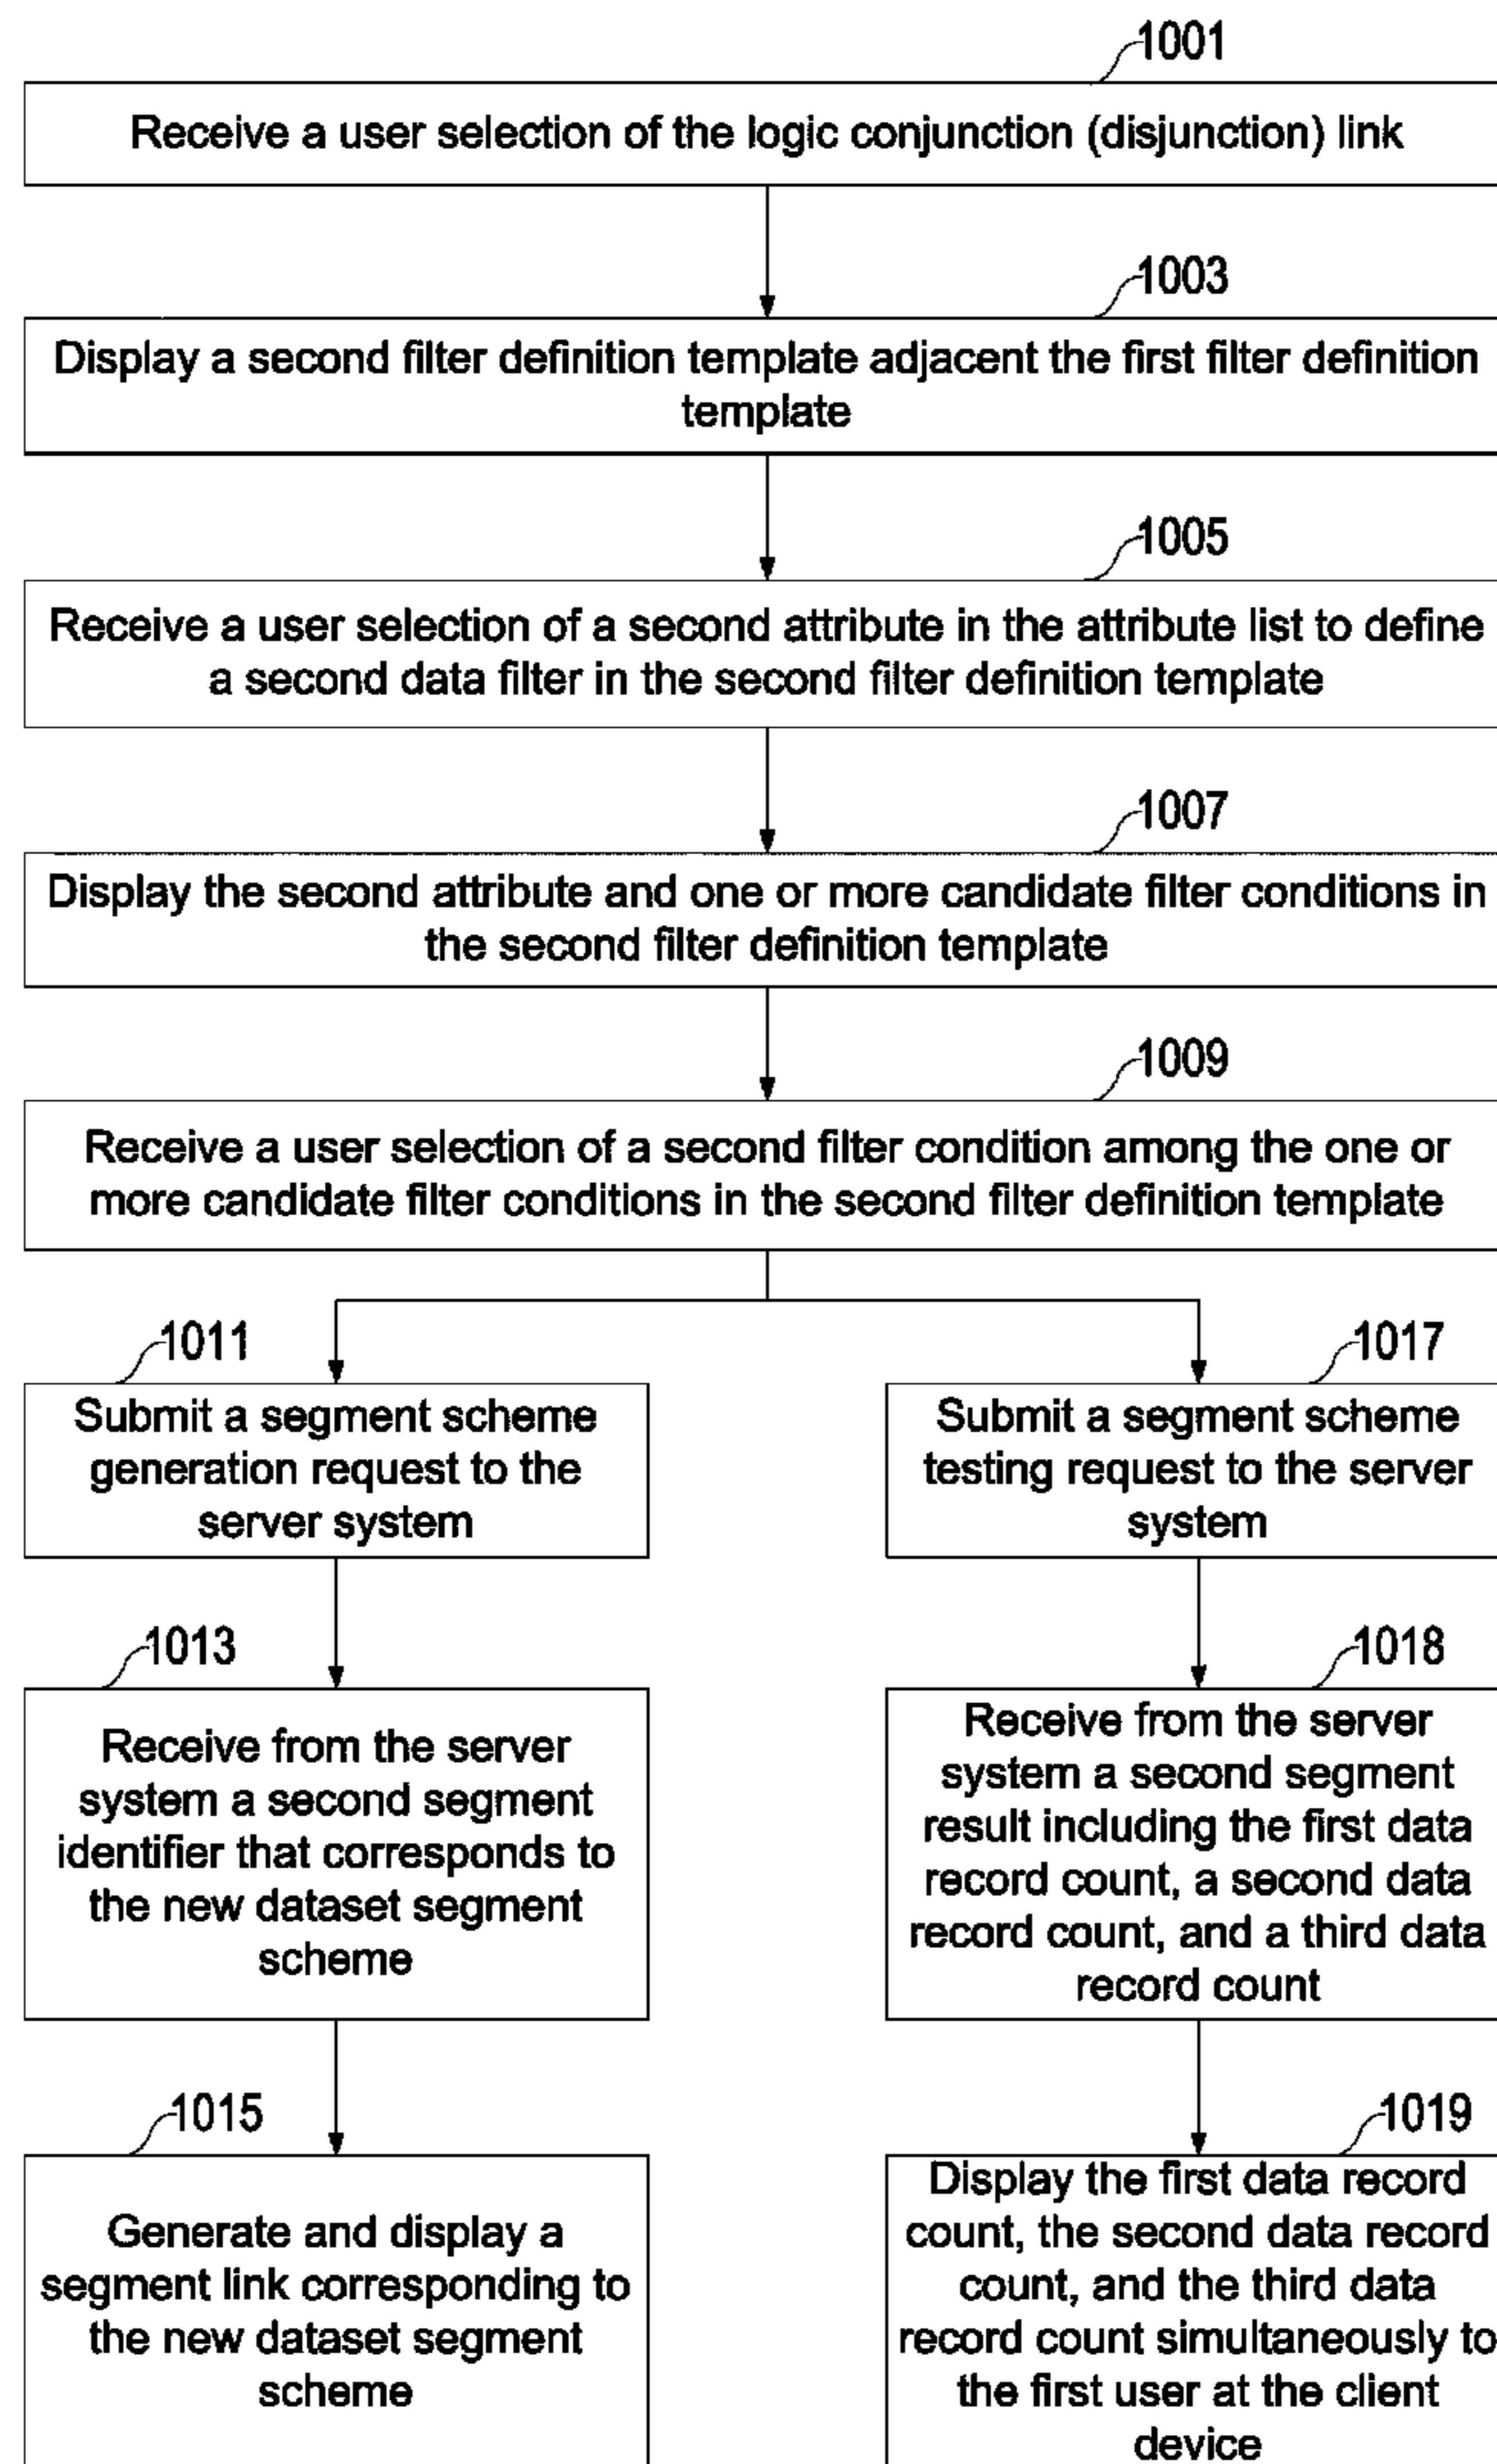 1001
Receive a user selection of the logic conjunction (disjunction) link
1003
Display a second filter definition template adjacent the first filter definition
template
1005
Receive a user selection of a second attribute in the attribute list to define
a second data filter in the second filter definition template
1007
Display the second attribute and one or more candidate filter conditions in
the second filter definition template
1009
Receive a user selection of a second filter condition among the one or
more candidate filter conditions in the second filter definition template
1011
Submit a segment scheme
generation request to the
server system
1013
Receive from the server
system a second segment
identifier that corresponds to
the new dataset segment
scheme
1015
Generate and display a
segment link corresponding to
the new dataset segment
scheme
1017
Submit a segment scheme
testing request to the server
system
1018
Receive from the server
system a second segment
result including the first data
record count, a second data
record count, and a third data
record count
1019
Display the first data record
count, the second data record
count, and the third data
record count simultaneously to
the first user at the client
device